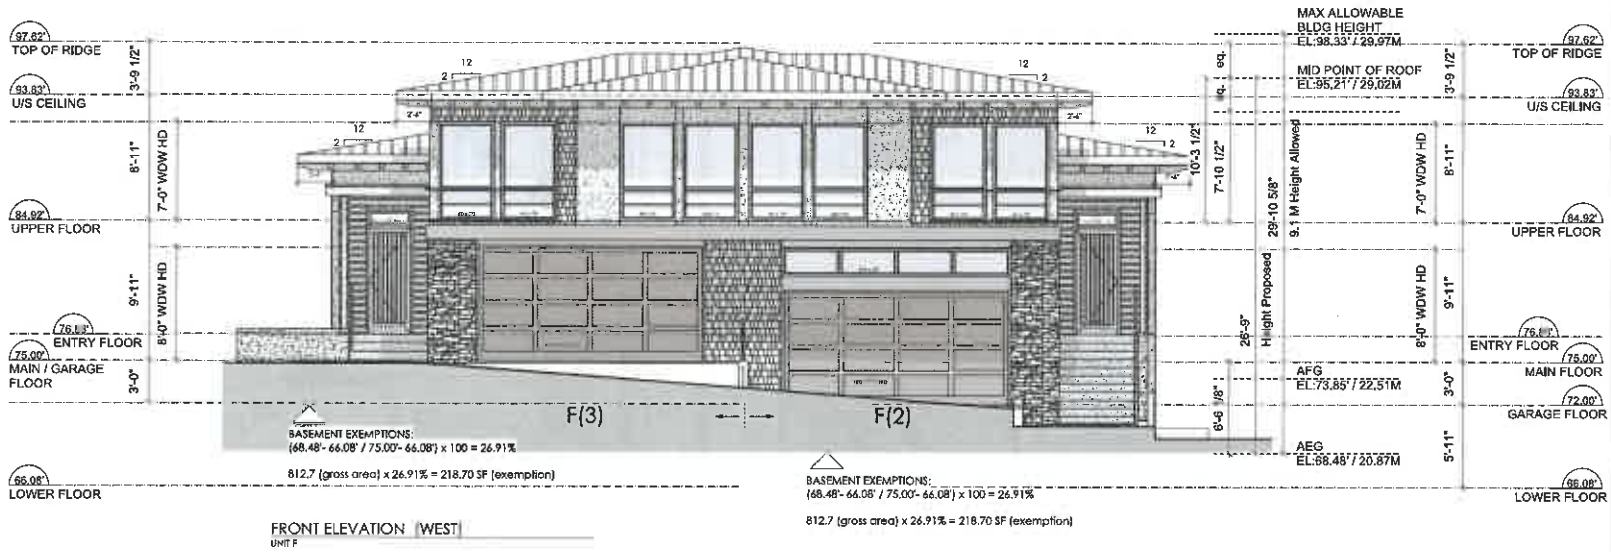 97.62'
TOP OF RIDGE
93.83'
U/S CEILING
84.92'
UPPER FLOOR
76.83'
ENTRY FLOOR
75.00'
MAIN / GARAGE
FLOOR
66.08'
LOWER FLOOR
3'-9 1/2"
8'-11"
9'-11"
3'-0"
7'-0" WDW HD
8'-0" WDW HD
12
2
2'-6"
12
2
12
2
2'-6"
12
2
F(3)
F(2)
BASEMENT EXEMPTIONS:
(68.48'- 66.08' / 75.00'- 66.08') x 100 = 26.91%
812.7 (gross area) x 26.91% = 218.70 SF (exemption)
BASEMENT EXEMPTIONS:
(68.48'- 66.08' / 75.00'- 66.08') x 100 = 26.91%
812.7 (gross area) x 26.91% = 218.70 SF (exemption)
FRONT ELEVATION (WEST)
UNIT F
MAX ALLOWABLE
BLDG HEIGHT
EL:98.33' / 29.97M
MID POINT OF ROOF
EL:95.21' / 29.02M
eq.
eq.
10'-3 1/2"
7'-10 1/2"
29'-10 5/8"
9.1 M Height Allowed
26'-9"
Height Proposed
AFG
EL:73.85' / 22.51M
AEG
EL:68.48' / 20.87M
7'-0" WDW HD
8'-0" WDW HD
3'-9 1/2"
8'-11"
9'-11"
3'-0"
5'-11"
97.62'
TOP OF RIDGE
93.83'
U/S CEILING
84.92'
UPPER FLOOR
ENTRY FLOOR
75.00'
MAIN FLOOR
72.00'
GARAGE FLOOR
66.08'
LOWER FLOOR